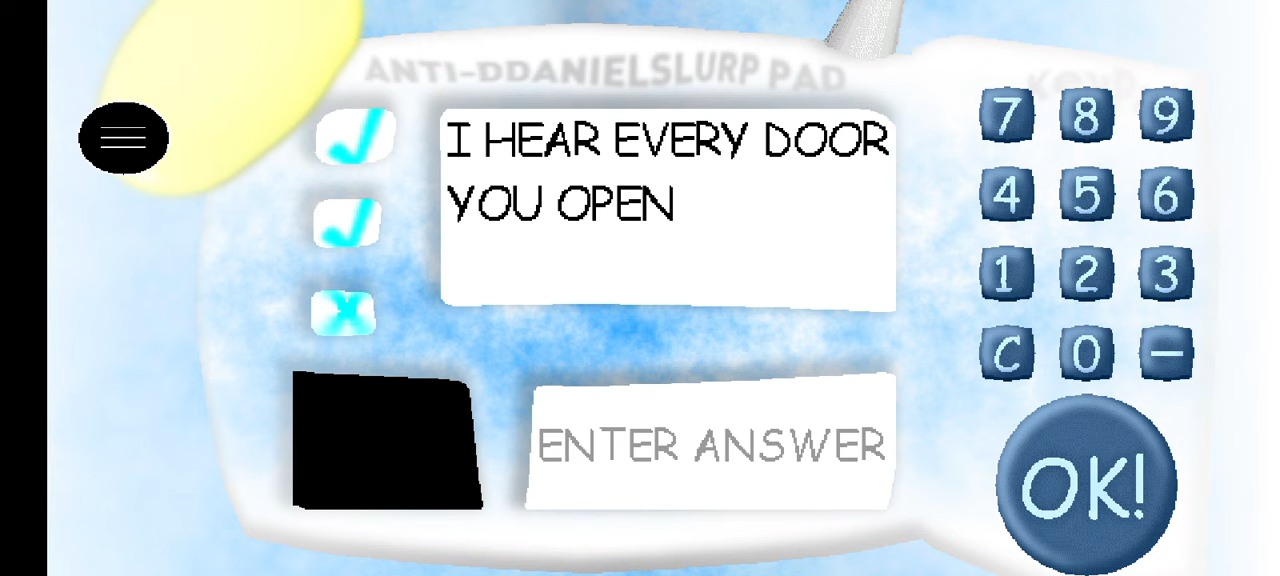 ANTI-DDANIELSLURP PAD
I HEAR EVERY DOOR
YOU OPEN
7 8 9
4 5 6
1 2 3
C 0 −
ENTER ANSWER
OK!